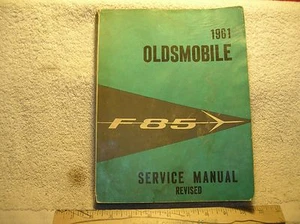 1961
OLDSMOBILE
F-85
SERVICE MANUAL
REVISED